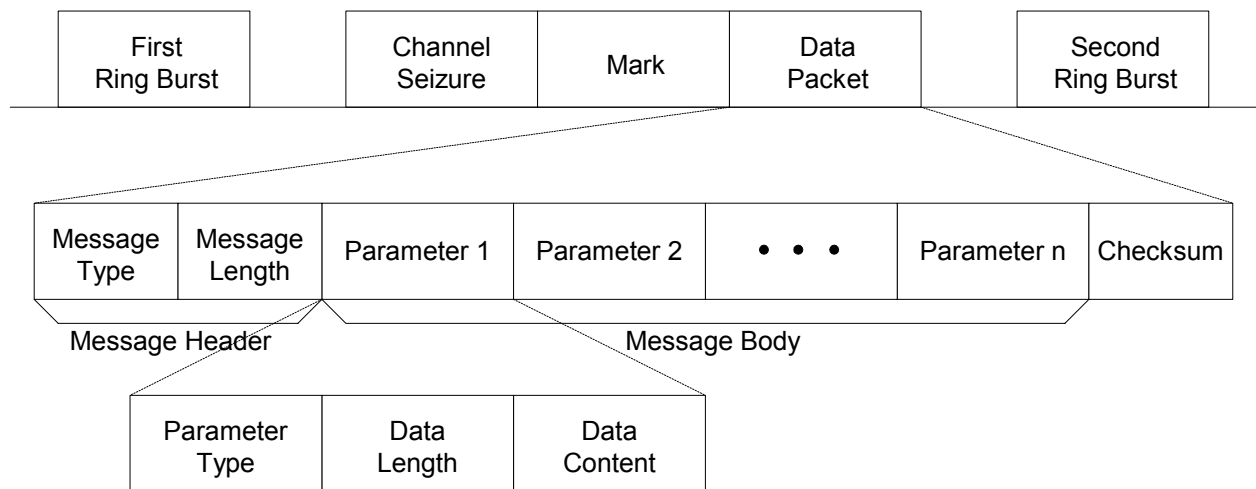 First
Ring Burst
Channel
Seizure
Mark
Data
Packet
Second
Ring Burst
Message
Type
Message
Length
Parameter 1
Parameter 2
• • •
Parameter n
Checksum
Message Header
Message Body
Parameter
Type
Data
Length
Data
Content